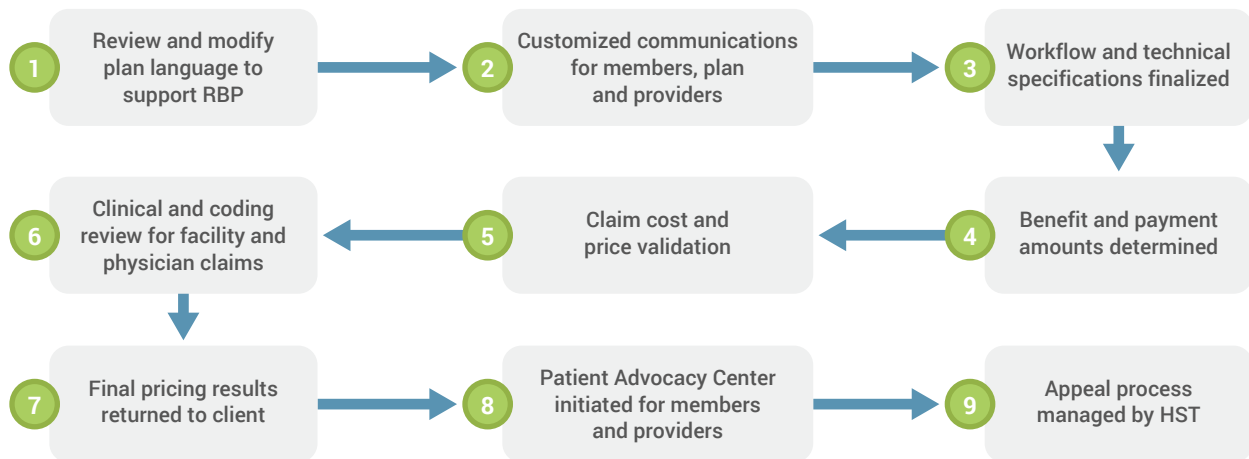 1
Review and modify
plan language to
support RBP
2
Customized communications
for members, plan
and providers
3
Workflow and technical
specifications finalized
4
Benefit and payment
amounts determined
5
Claim cost and
price validation
6
Clinical and coding
review for facility and
physician claims
7
Final pricing results
returned to client
8
Patient Advocacy Center
initiated for members
and providers
9
Appeal process
managed by HST